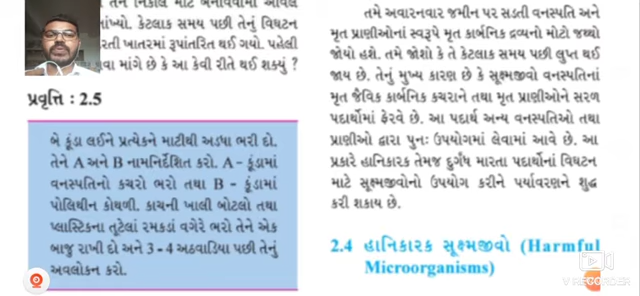 તેને નિકાલ માટે બનાવવામાં આવેલ
નાંખ્યો. કેટલાક સમય પછી તેનું વિઘટન
રતી ખાતરમાં રૂપાંતરિત થઈ ગયો. પહેલી
વા માંગે છે કે આ કેવી રીતે થઈ શક્યું ?
પ્રવૃત્તિ : 2.5
બે કૂંડા લઈને પ્રત્યેકને માટીથી અડધા ભરી દો.
તેને A અને B નામનિર્દેશિત કરો. A - કૂંડામાં
વનસ્પતિનો કચરો ભરો તથા B - કૂંડામાં
પોલિથીન કોથળી. કાચની ખાલી બોટલો તથા
પ્લાસ્ટિકના તૂટેલાં રમકડાં વગેરે ભરો તેને એક
બાજુ રાખી દો અને 3 - 4 અઠવાડિયા પછી તેનું
અવલોકન કરો.
તમે અવારનવાર જમીન પર સડતી વનસ્પતિ અને
મૃત પ્રાણીઓનાં સ્વરૂપે મૃત કાર્બનિક દ્રવ્યનો મોટો જથ્થો
જોયો હશે. તમે જોશો કે તે કેટલાક સમય પછી લુપ્ત થઈ
જાય છે. તેનું મુખ્ય કારણ છે કે સૂક્ષ્મજીવો વનસ્પતિનાં
મૃત જૈવિક કાર્બનિક કચરાને તથા મૃત પ્રાણીઓને સરળ
પદાર્થોમાં ફેરવે છે. આ પદાર્થ અન્ય વનસ્પતિઓ તથા
પ્રાણીઓ દ્વારા પુનઃ ઉપયોગમાં લેવામાં આવે છે. આ
પ્રકારે હાનિકારક તેમજ દુર્ગંધ મારતા પદાર્થોનાં વિઘટન
માટે સૂક્ષ્મજીવોનો ઉપયોગ કરીને પર્યાવરણને શુદ્ધ
કરી શકાય છે.
2.4 હાનિકારક સૂક્ષ્મજીવો (Harmful
Microorganisms)
V RECORDER